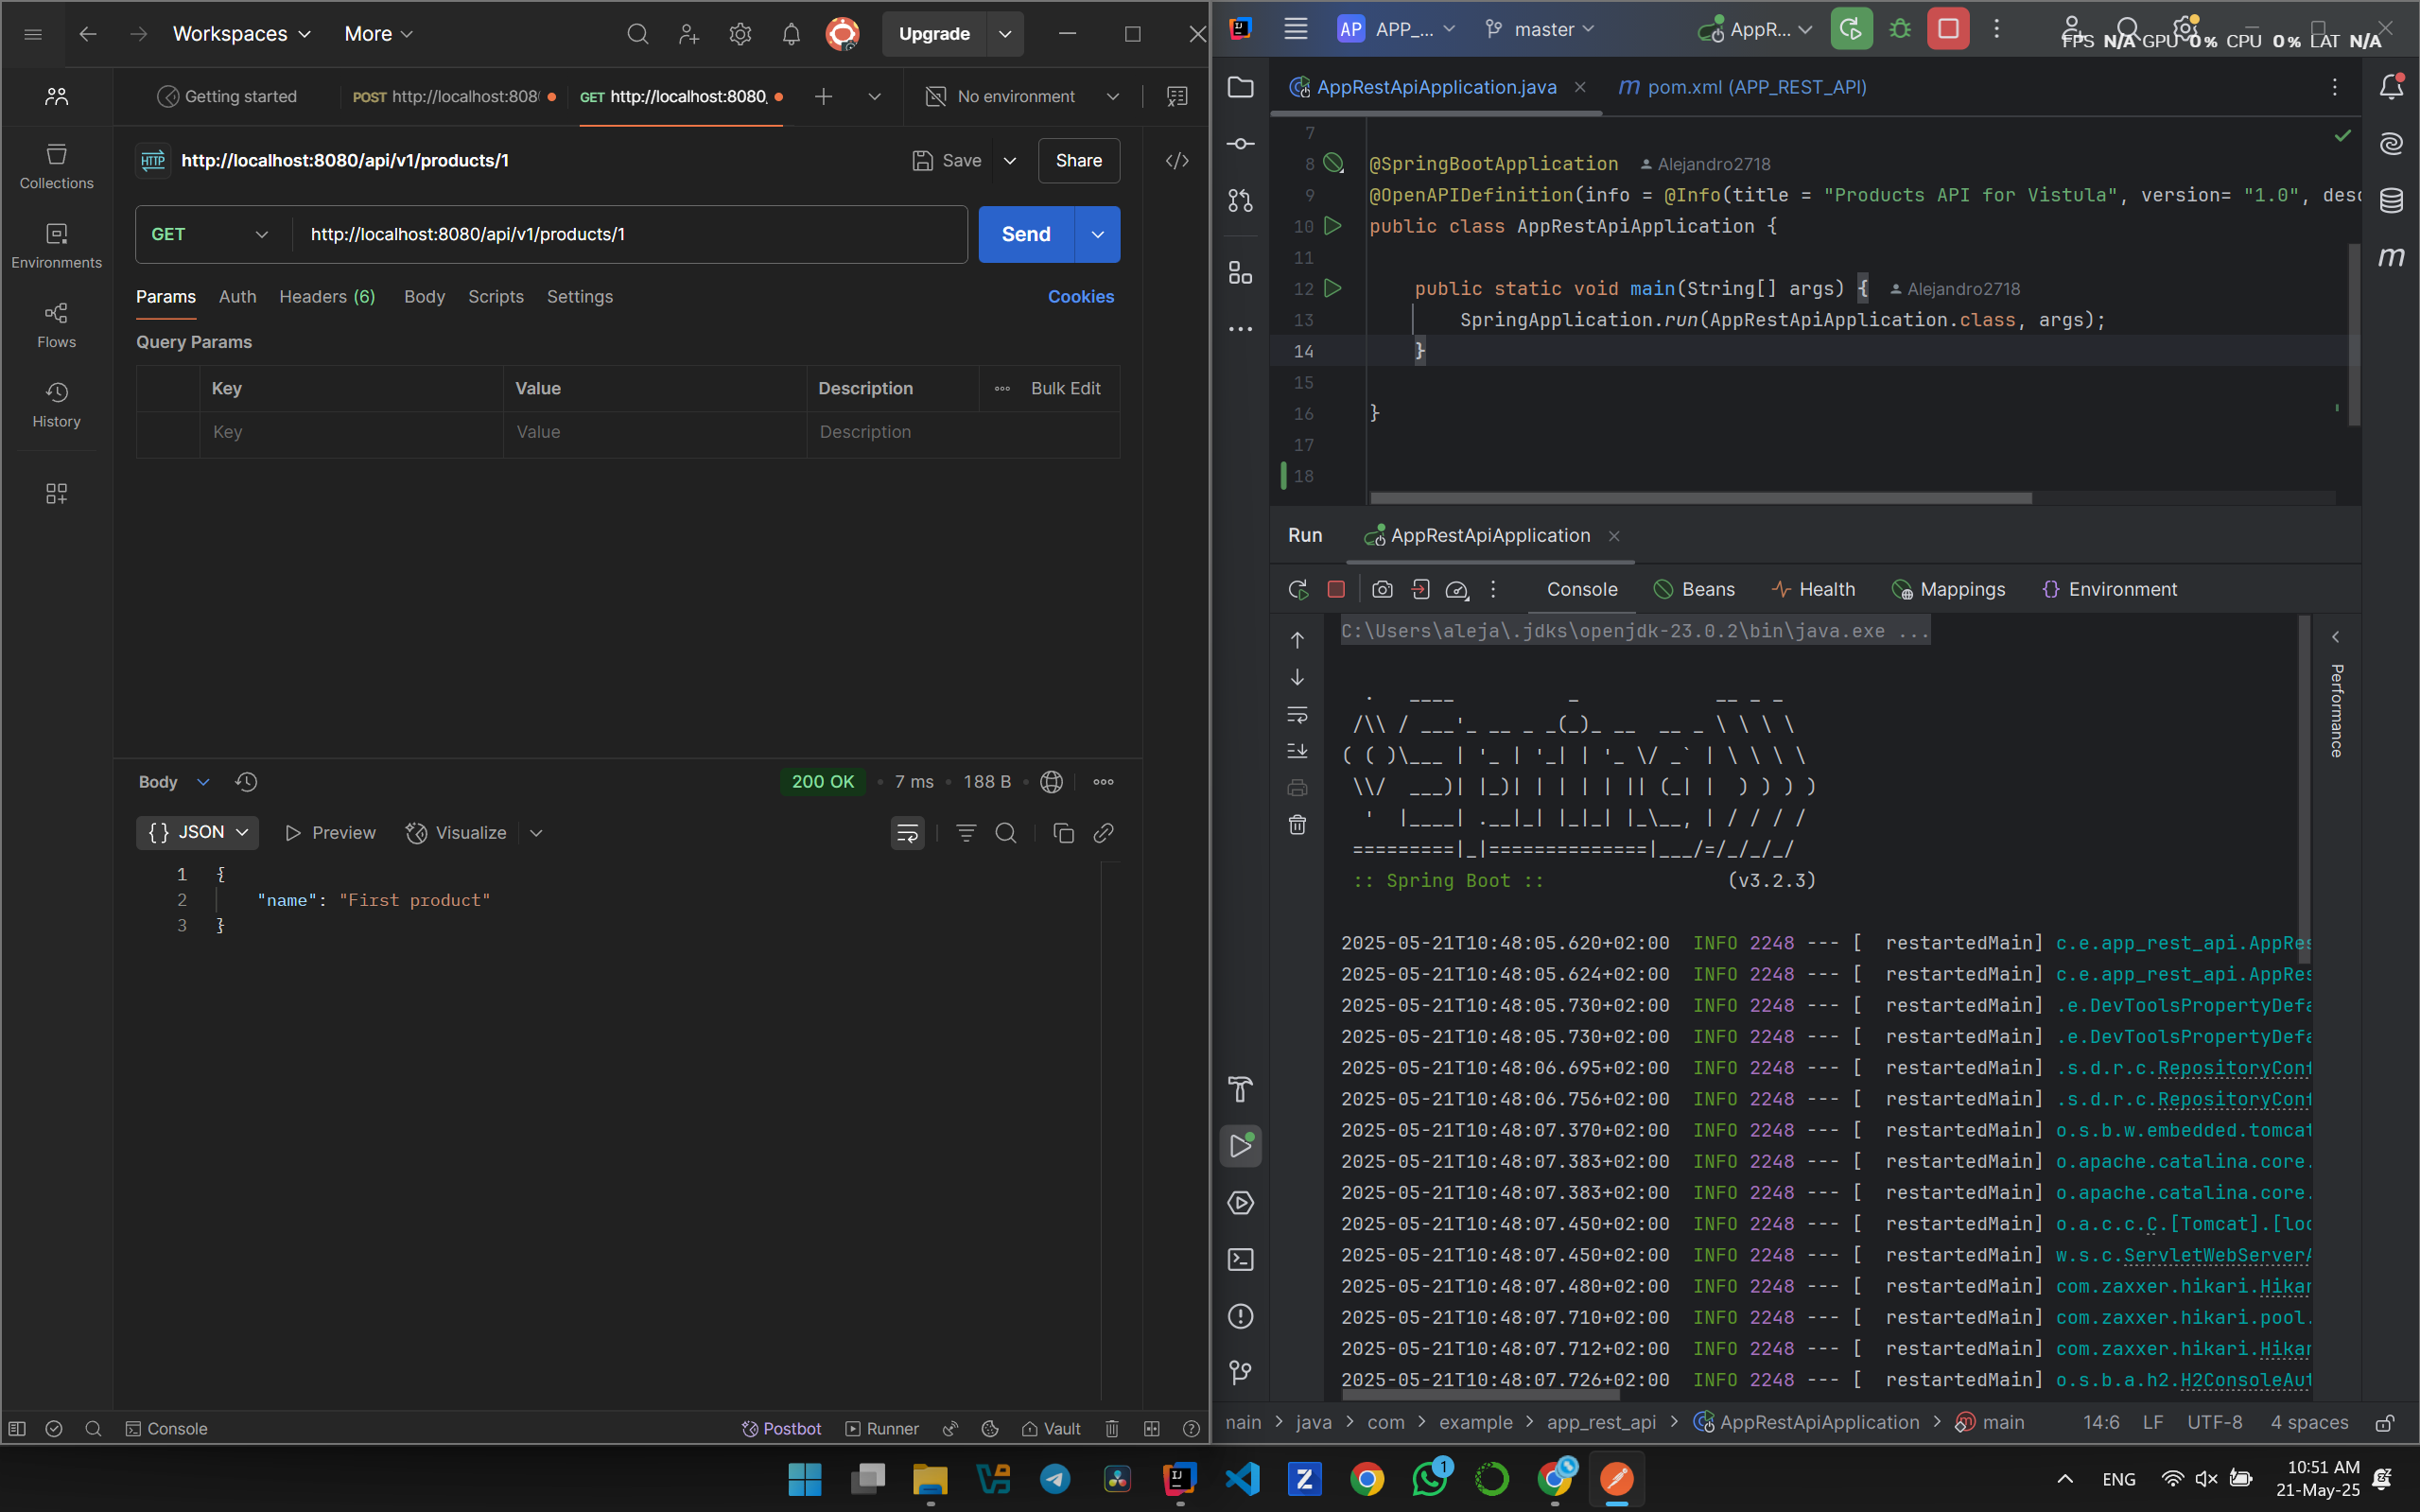 Workspaces
More
Upgrade
Getting started
POST http://localhost:808
GET http://localhost:8080
No environment
HTTP http://localhost:8080/api/v1/products/1
Save
Share
Collections
Environments
Flows
History
GET
http://localhost:8080/api/v1/products/1
Send
Params Auth Headers (6) Body Scripts Settings
Cookies
Query Params
Key Value Description ••• Bulk Edit
Key Value Description
Body
200 OK • 7 ms • 188 B
{} JSON
Preview
Visualize
1 {
2 "name": "First product"
3 }
Console
Postbot
Runner
Vault
AP APP_...
master
AppR...
FPS N/A GPU 0% CPU 0% LAT N/A
AppRestApiApplication.java
m pom.xml (APP_REST_API)
7
8 @SpringBootApplication Alejandro2718
9 @OpenAPIDefinition(info = @Info(title = "Products API for Vistula", version= "1.0", desc
10 public class AppRestApiApplication {
11
12 public static void main(String[] args) { Alejandro2718
13 SpringApplication.run(AppRestApiApplication.class, args);
14 }
15
16 }
17
18
Run
AppRestApiApplication
Console Beans Health Mappings Environment
Performance
C:\Users\aleja\.jdks\openjdk-23.0.2\bin\java.exe ...
  .   ____          _            __ _ _
 /\\ / ___'_ __ _ _(_)_ __  __ _ \ \ \ \
( ( )\___ | '_ | '_| | '_ \/ _` | \ \ \ \
 \\/  ___)| |_)| | | | | || (_| |  ) ) ) )
  '  |____| .__|_| |_|_| |_\__, | / / / /
 =========|_|==============|___/=/_/_/_/
:: Spring Boot :: (v3.2.3)
2025-05-21T10:48:05.620+02:00 INFO 2248 --- [ restartedMain] c.e.app_rest_api.AppRes
2025-05-21T10:48:05.624+02:00 INFO 2248 --- [ restartedMain] c.e.app_rest_api.AppRes
2025-05-21T10:48:05.730+02:00 INFO 2248 --- [ restartedMain] .e.DevToolsPropertyDefa
2025-05-21T10:48:05.730+02:00 INFO 2248 --- [ restartedMain] .e.DevToolsPropertyDefa
2025-05-21T10:48:06.695+02:00 INFO 2248 --- [ restartedMain] .s.d.r.c.RepositoryConf
2025-05-21T10:48:06.756+02:00 INFO 2248 --- [ restartedMain] .s.d.r.c.RepositoryConf
2025-05-21T10:48:07.370+02:00 INFO 2248 --- [ restartedMain] o.s.b.w.embedded.tomcat
2025-05-21T10:48:07.383+02:00 INFO 2248 --- [ restartedMain] o.apache.catalina.core.
2025-05-21T10:48:07.383+02:00 INFO 2248 --- [ restartedMain] o.apache.catalina.core.
2025-05-21T10:48:07.450+02:00 INFO 2248 --- [ restartedMain] o.a.c.c.C.[Tomcat].[loc
2025-05-21T10:48:07.450+02:00 INFO 2248 --- [ restartedMain] w.s.c.ServletWebServerA
2025-05-21T10:48:07.480+02:00 INFO 2248 --- [ restartedMain] com.zaxxer.hikari.Hikar
2025-05-21T10:48:07.710+02:00 INFO 2248 --- [ restartedMain] com.zaxxer.hikari.pool.
2025-05-21T10:48:07.712+02:00 INFO 2248 --- [ restartedMain] com.zaxxer.hikari.Hikar
2025-05-21T10:48:07.726+02:00 INFO 2248 --- [ restartedMain] o.s.b.a.h2.H2ConsoleAut
main > java > com > example > app_rest_api > AppRestApiApplication > main
14:6 LF UTF-8 4 spaces
ENG
10:51 AM
21-May-25